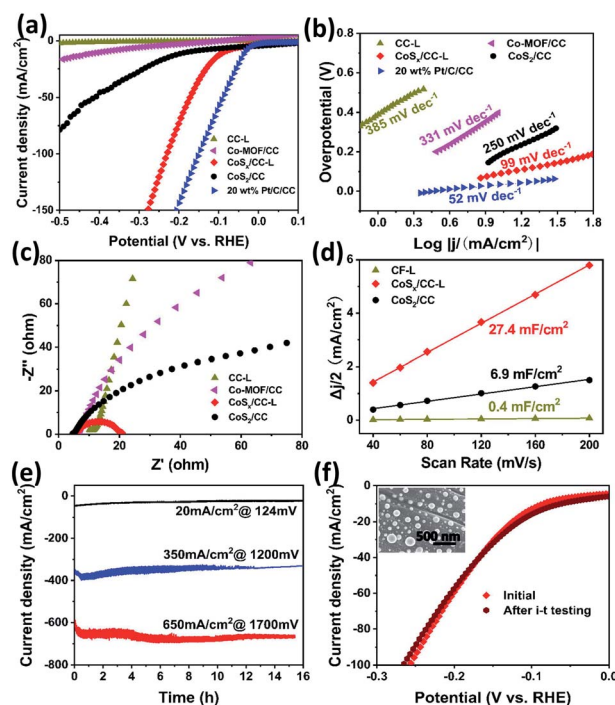 (a)
Current density (mA/cm²)
0
-50
-100
-150
-0.5 -0.4 -0.3 -0.2 -0.1 0.0 0.1
Potential (V vs. RHE)
CC-L
Co-MOF/CC
CoSₓ/CC-L
CoS₂/CC
20 wt% Pt/C/CC
(b)
CC-L Co-MOF/CC
CoSₓ/CC-L CoS₂/CC
20 wt% Pt/C/CC
Overpotential (V)
0.8
0.6
0.4
0.2
0.0
385 mV dec⁻¹
331 mV dec⁻¹
250 mV dec⁻¹
99 mV dec⁻¹
52 mV dec⁻¹
0.0 0.3 0.6 0.9 1.2 1.5 1.8
Log |j/(mA/cm²)|
(c)
-Z'' (ohm)
80
60
40
20
0
0 20 40 60 80
Z' (ohm)
CC-L
Co-MOF/CC
CoSₓ/CC-L
CoS₂/CC
(d)
CF-L
CoSₓ/CC-L
CoS₂/CC
Δj/2 (mA/cm²)
6
4
2
0
27.4 mF/cm²
6.9 mF/cm²
0.4 mF/cm²
40 80 120 160 200
Scan Rate (mV/s)
(e)
Current density (mA/cm²)
0
-200
-400
-600
-800
20mA/cm²@ 124mV
350mA/cm²@ 1200mV
650mA/cm²@ 1700mV
0 2 4 6 8 10 12 14 16
Time (h)
(f)
Current density (mA/cm²)
0
-20
-40
-60
-80
-100
500 nm
Initial
After i-t testing
-0.3 -0.2 -0.1 0.0
Potential (V vs. RHE)